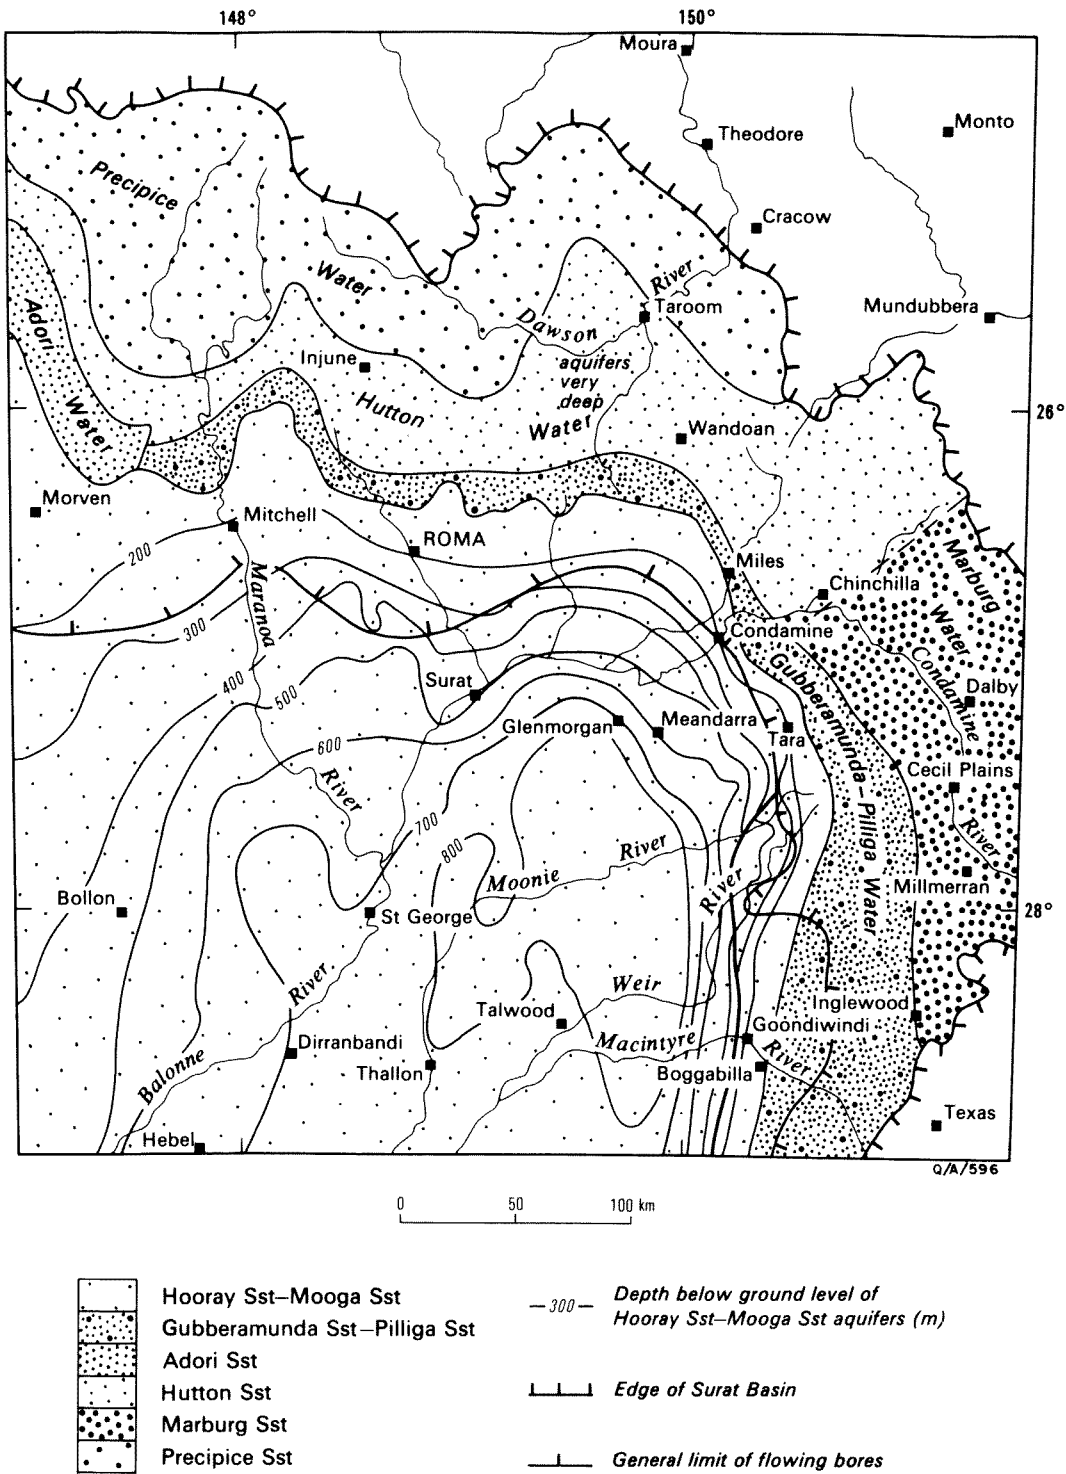 148°
150°
Moura
Theodore
Monto
Precipice
Water
Cracow
River
Taroom
Mundubbera
Dawson
Adori
Water
Injune
aquifers
very
deep
Hutton
Water
26°
Wandoan
Morven
Mitchell
ROMA
200
Miles
Marburg
Water
Chinchilla
Maranoa
300
Condamine
Condamine
400
500
Surat
Gubberamunda–Pilliga Water
Dalby
Glenmorgan
Meandarra
Tara
600
River
Cecil Plains
700
800
River
River
Moonie
River
Millmerran
Bollon
St George
28°
River
Weir
Talwood
Inglewood
Goondiwindi
Dirranbandi
Macintyre
River
Balonne
Thallon
Boggabilla
Hebel
Texas
Q/A/596
0 50 100 km
Hooray Sst–Mooga Sst
Gubberamunda Sst–Pilliga Sst
Adori Sst
Hutton Sst
Marburg Sst
Precipice Sst
300
Depth below ground level of
Hooray Sst–Mooga Sst aquifers (m)
Edge of Surat Basin
General limit of flowing bores